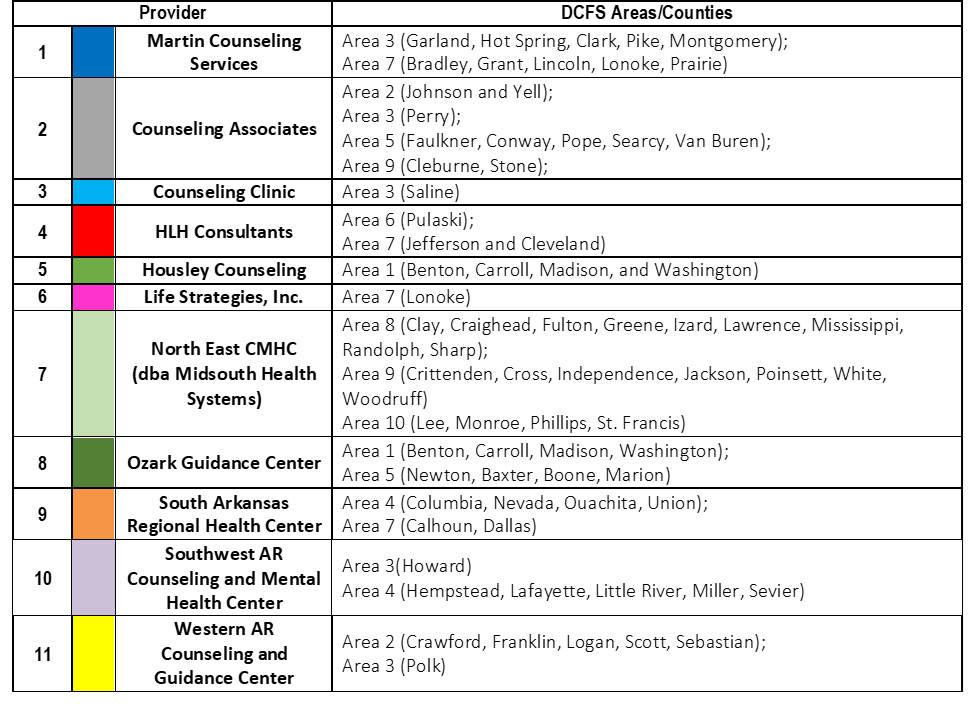 Provider DCFS Areas/Counties
1 Martin Counseling Services Area 3 (Garland, Hot Spring, Clark, Pike, Montgomery);
Area 7 (Bradley, Grant, Lincoln, Lonoke, Prairie)
2 Counseling Associates Area 2 (Johnson and Yell);
Area 3 (Perry);
Area 5 (Faulkner, Conway, Pope, Searcy, Van Buren);
Area 9 (Cleburne, Stone);
3 Counseling Clinic Area 3 (Saline)
4 HLH Consultants Area 6 (Pulaski);
Area 7 (Jefferson and Cleveland)
5 Housley Counseling Area 1 (Benton, Carroll, Madison, and Washington)
6 Life Strategies, Inc. Area 7 (Lonoke)
7 North East CMHC
(dba Midsouth Health
Systems)
Area 8 (Clay, Craighead, Fulton, Greene, Izard, Lawrence, Mississippi,
Randolph, Sharp);
Area 9 (Crittenden, Cross, Independence, Jackson, Poinsett, White,
Woodruff)
Area 10 (Lee, Monroe, Phillips, St. Francis)
8 Ozark Guidance Center Area 1 (Benton, Carroll, Madison, Washington);
Area 5 (Newton, Baxter, Boone, Marion)
9 South Arkansas
Regional Health Center
Area 4 (Columbia, Nevada, Ouachita, Union);
Area 7 (Calhoun, Dallas)
10 Southwest AR
Counseling and Mental
Health Center
Area 3(Howard)
Area 4 (Hempstead, Lafayette, Little River, Miller, Sevier)
11 Western AR
Counseling and
Guidance Center
Area 2 (Crawford, Franklin, Logan, Scott, Sebastian);
Area 3 (Polk)